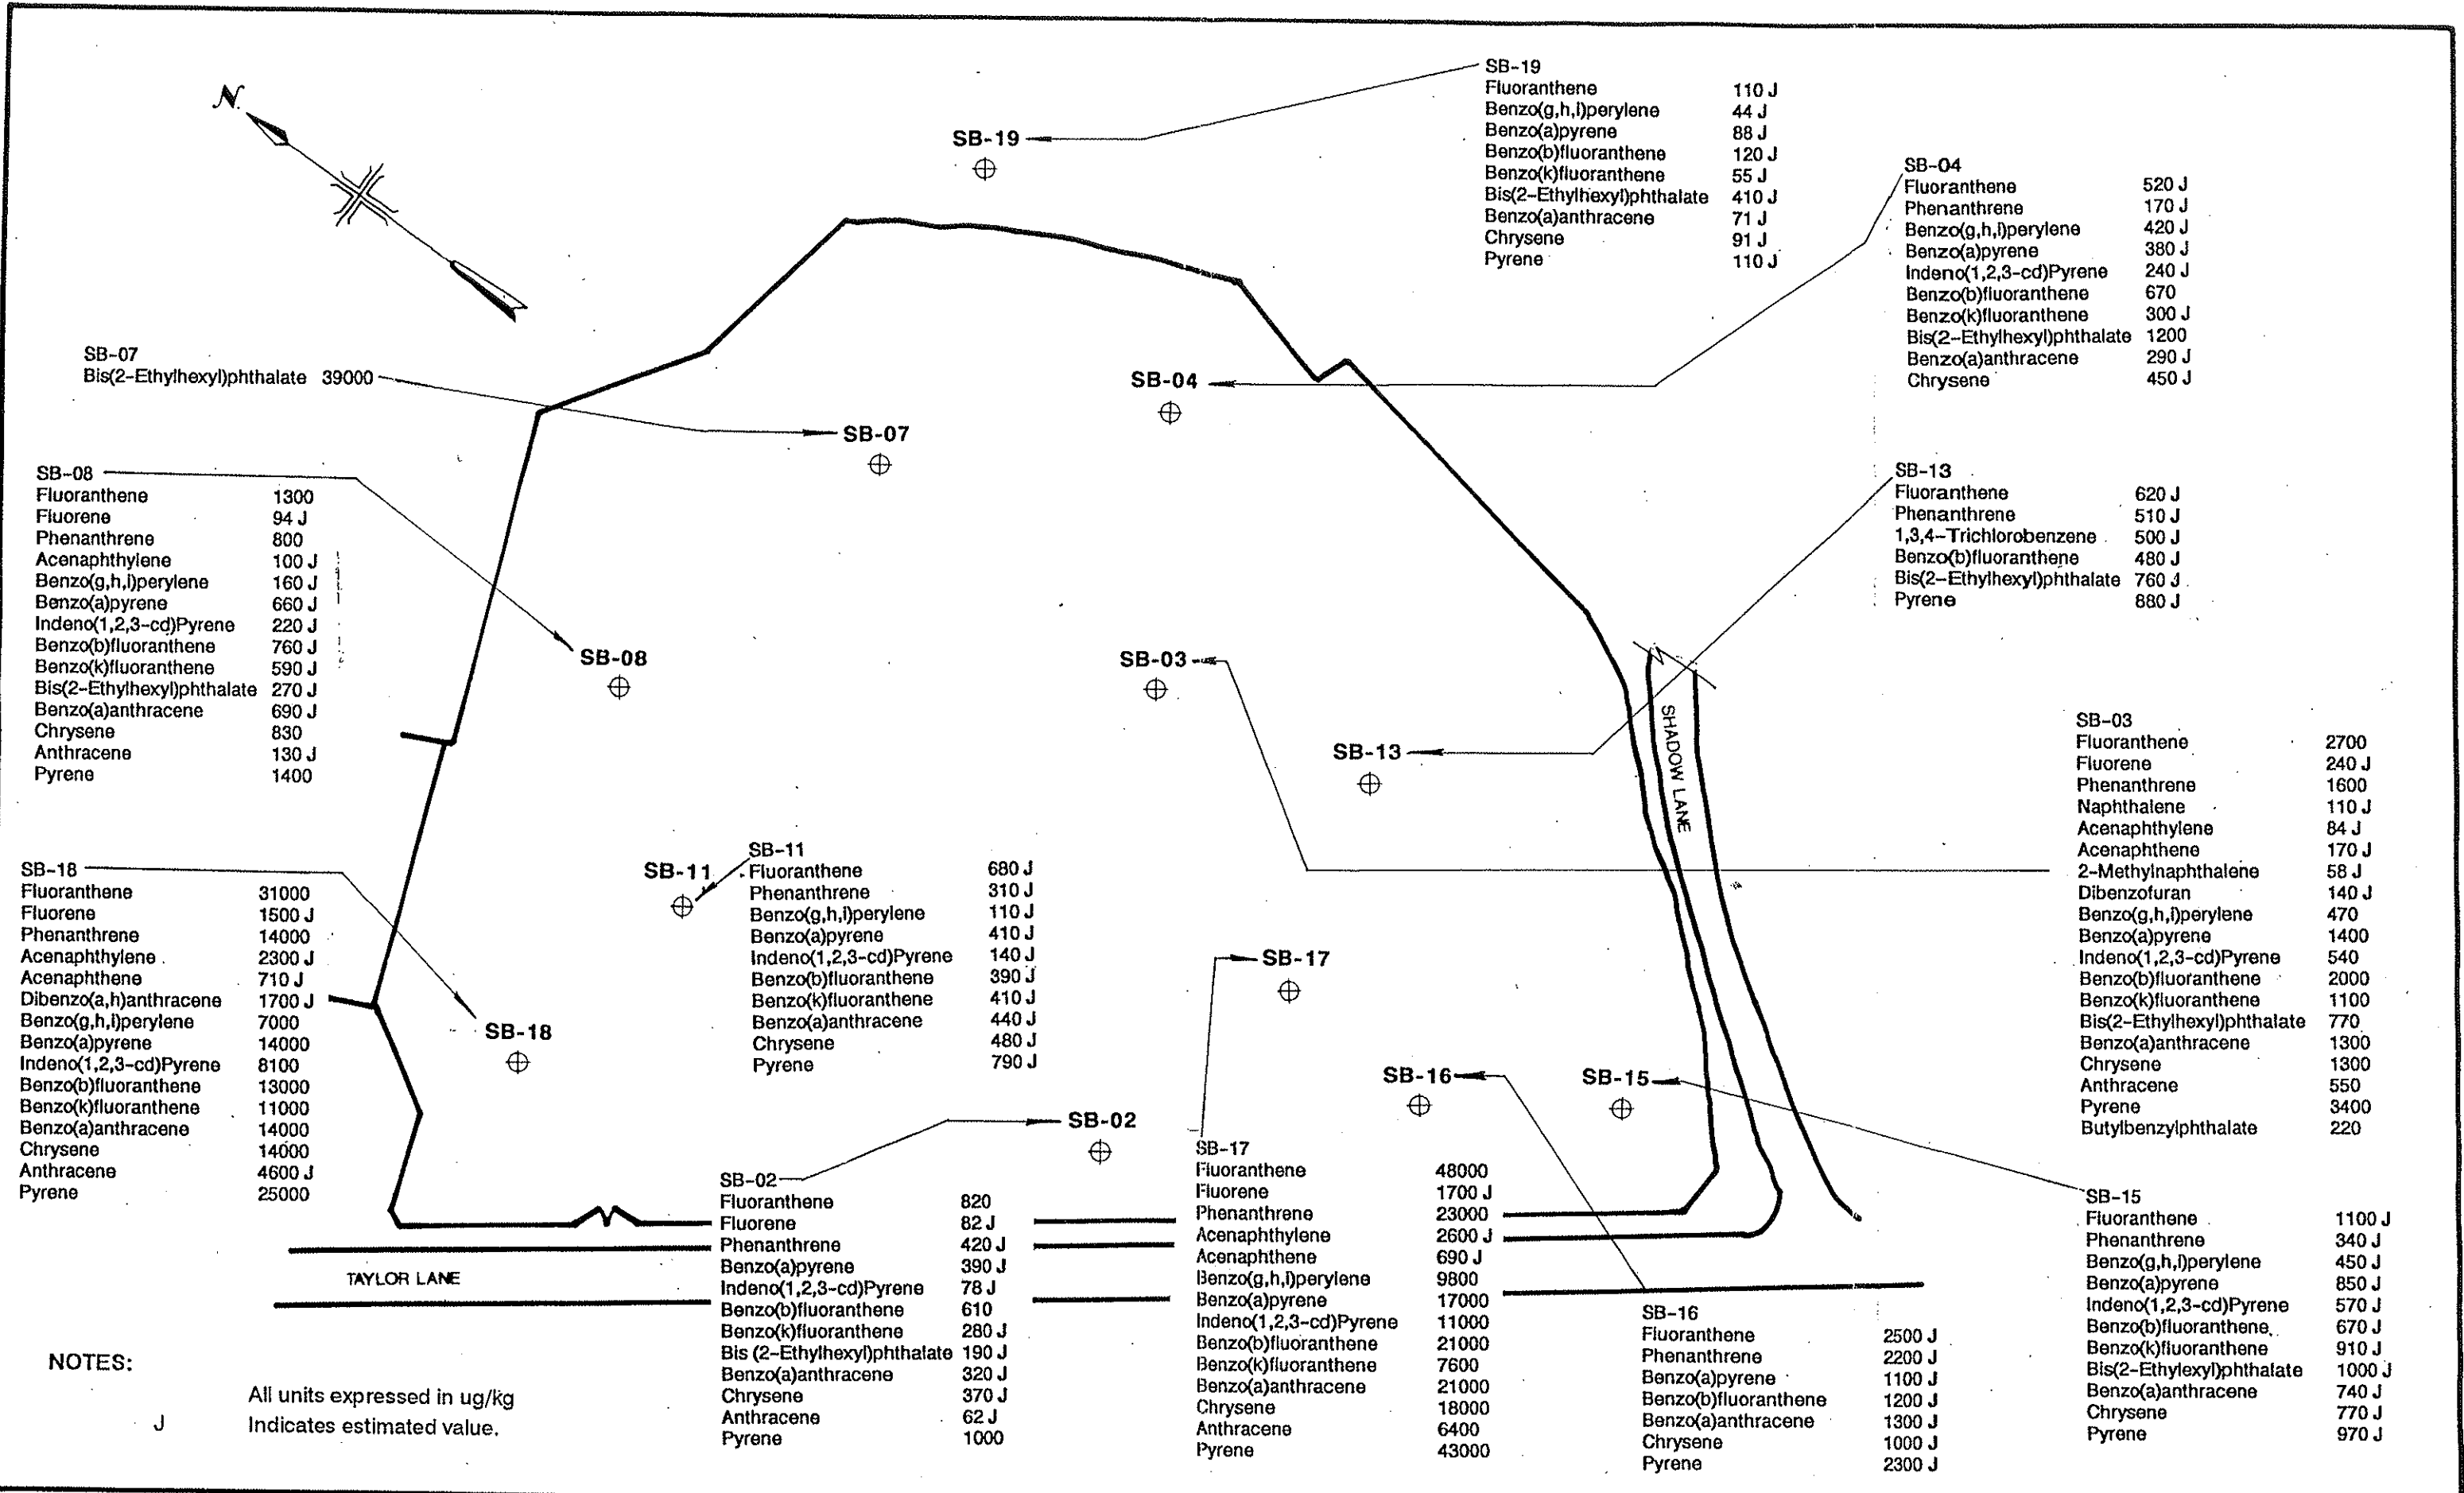 N
SB-19
SB-19
Fluoranthene 110 J
Benzo(g,h,i)perylene 44 J
Benzo(a)pyrene 88 J
Benzo(b)fluoranthene 120 J
Benzo(k)fluoranthene 55 J
Bis(2-Ethylhexyl)phthalate 410 J
Benzo(a)anthracene 71 J
Chrysene 91 J
Pyrene 110 J
SB-04
Fluoranthene 520 J
Phenanthrene 170 J
Benzo(g,h,i)perylene 420 J
Benzo(a)pyrene 380 J
Indeno(1,2,3-cd)Pyrene 240 J
Benzo(b)fluoranthene 670
Benzo(k)fluoranthene 300 J
Bis(2-Ethylhexyl)phthalate 1200
Benzo(a)anthracene 290 J
Chrysene 450 J
SB-04
SB-07
Bis(2-Ethylhexyl)phthalate 39000
SB-07
SB-08
Fluoranthene 1300
Fluorene 94 J
Phenanthrene 800
Acenaphthylene 100 J
Benzo(g,h,i)perylene 160 J
Benzo(a)pyrene 660 J
Indeno(1,2,3-cd)Pyrene 220 J
Benzo(b)fluoranthene 760 J
Benzo(k)fluoranthene 590 J
Bis(2-Ethylhexyl)phthalate 270 J
Benzo(a)anthracene 690 J
Chrysene 830
Anthracene 130 J
Pyrene 1400
SB-08
SB-13
Fluoranthene 620 J
Phenanthrene 510 J
1,3,4-Trichlorobenzene 500 J
Benzo(b)fluoranthene 480 J
Bis(2-Ethylhexyl)phthalate 760 J
Pyrene 880 J
SB-03
SB-13
SHADOW LANE
SB-03
Fluoranthene 2700
Fluorene 240 J
Phenanthrene 1600
Naphthalene 110 J
Acenaphthylene 84 J
Acenaphthene 170 J
2-Methylnaphthalene 58 J
Dibenzofuran 140 J
Benzo(g,h,i)perylene 470
Benzo(a)pyrene 1400
Indeno(1,2,3-cd)Pyrene 540
Benzo(b)fluoranthene 2000
Benzo(k)fluoranthene 1100
Bis(2-Ethylhexyl)phthalate 770
Benzo(a)anthracene 1300
Chrysene 1300
Anthracene 550
Pyrene 3400
Butylbenzylphthalate 220
SB-18
Fluoranthene 31000
Fluorene 1500 J
Phenanthrene 14000
Acenaphthylene 2300 J
Acenaphthene 710 J
Dibenzo(a,h)anthracene 1700 J
Benzo(g,h,i)perylene 7000
Benzo(a)pyrene 14000
Indeno(1,2,3-cd)Pyrene 8100
Benzo(b)fluoranthene 13000
Benzo(k)fluoranthene 11000
Benzo(a)anthracene 14000
Chrysene 14000
Anthracene 4600 J
Pyrene 25000
SB-18
SB-11
SB-11
Fluoranthene 680 J
Phenanthrene 310 J
Benzo(g,h,i)perylene 110 J
Benzo(a)pyrene 410 J
Indeno(1,2,3-cd)Pyrene 140 J
Benzo(b)fluoranthene 390 J
Benzo(k)fluoranthene 410 J
Benzo(a)anthracene 440 J
Chrysene 480 J
Pyrene 790 J
SB-17
SB-16
SB-15
SB-02
SB-02
Fluoranthene 820
Fluorene 82 J
Phenanthrene 420 J
Benzo(a)pyrene 390 J
Indeno(1,2,3-cd)Pyrene 78 J
Benzo(b)fluoranthene 610
Benzo(k)fluoranthene 280 J
Bis (2-Ethylhexyl)phthalate 190 J
Benzo(a)anthracene 320 J
Chrysene 370 J
Anthracene 62 J
Pyrene 1000
SB-17
Fluoranthene 48000
Fluorene 1700 J
Phenanthrene 23000
Acenaphthylene 2600 J
Acenaphthene 690 J
Benzo(g,h,i)perylene 9800
Benzo(a)pyrene 17000
Indeno(1,2,3-cd)Pyrene 11000
Benzo(b)fluoranthene 21000
Benzo(k)fluoranthene 7600
Benzo(a)anthracene 21000
Chrysene 18000
Anthracene 6400
Pyrene 43000
SB-16
Fluoranthene 2500 J
Phenanthrene 2200 J
Benzo(a)pyrene 1100 J
Benzo(b)fluoranthene 1200 J
Benzo(a)anthracene 1300 J
Chrysene 1000 J
Pyrene 2300 J
SB-15
Fluoranthene 1100 J
Phenanthrene 340 J
Benzo(g,h,i)perylene 450 J
Benzo(a)pyrene 850 J
Indeno(1,2,3-cd)Pyrene 570 J
Benzo(b)fluoranthene 670 J
Benzo(k)fluoranthene 910 J
Bis(2-Ethylexyl)phthalate 1000 J
Benzo(a)anthracene 740 J
Chrysene 770 J
Pyrene 970 J
TAYLOR LANE
NOTES:
All units expressed in ug/kg
J Indicates estimated value.